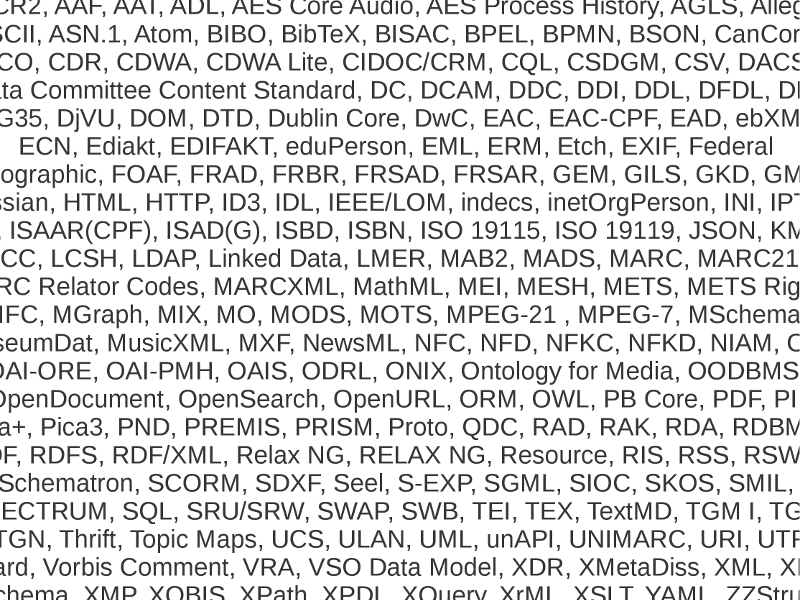 CR2, AAF, AAT, ADL, AES Core Audio, AES Process History, AGLS, Alleg
SCII, ASN.1, Atom, BIBO, BibTeX, BISAC, BPEL, BPMN, BSON, CanCor
CO, CDR, CDWA, CDWA Lite, CIDOC/CRM, CQL, CSDGM, CSV, DACS
ta Committee Content Standard, DC, DCAM, DDC, DDI, DDL, DFDL, DI
G35, DjVU, DOM, DTD, Dublin Core, DwC, EAC, EAC-CPF, EAD, ebXM
ECN, Ediakt, EDIFAKT, eduPerson, EML, ERM, Etch, EXIF, Federal
ographic, FOAF, FRAD, FRBR, FRSAD, FRSAR, GEM, GILS, GKD, GM
ssian, HTML, HTTP, ID3, IDL, IEEE/LOM, indecs, inetOrgPerson, INI, IPT
, ISAAR(CPF), ISAD(G), ISBD, ISBN, ISO 19115, ISO 19119, JSON, KM
CC, LCSH, LDAP, Linked Data, LMER, MAB2, MADS, MARC, MARC21
RC Relator Codes, MARCXML, MathML, MEI, MESH, METS, METS Rig
IFC, MGraph, MIX, MO, MODS, MOTS, MPEG-21 , MPEG-7, MSchema
seumDat, MusicXML, MXF, NewsML, NFC, NFD, NFKC, NFKD, NIAM, O
OAI-ORE, OAI-PMH, OAIS, ODRL, ONIX, Ontology for Media, OODBMS
OpenDocument, OpenSearch, OpenURL, ORM, OWL, PB Core, PDF, PI
a+, Pica3, PND, PREMIS, PRISM, Proto, QDC, RAD, RAK, RDA, RDBM
DF, RDFS, RDF/XML, Relax NG, RELAX NG, Resource, RIS, RSS, RSW
Schematron, SCORM, SDXF, Seel, S-EXP, SGML, SIOC, SKOS, SMIL,
ECTRUM, SQL, SRU/SRW, SWAP, SWB, TEI, TEX, TextMD, TGM I, TG
TGN, Thrift, Topic Maps, UCS, ULAN, UML, unAPI, UNIMARC, URI, UTF
ard, Vorbis Comment, VRA, VSO Data Model, XDR, XMetaDiss, XML, X
chema, XMP, XOBIS, XPath, XPDL, XQuery, XrML, XSLT, YAML, ZZStru